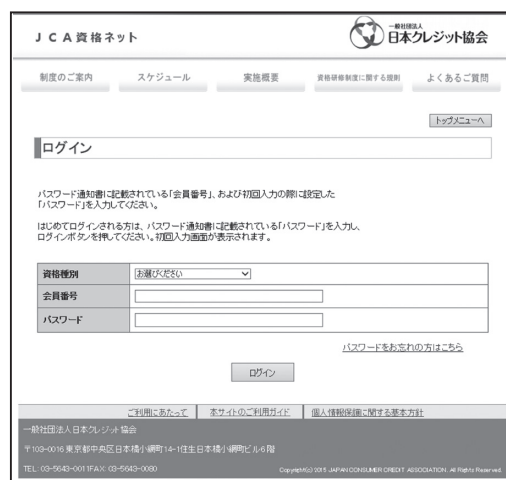 JCA資格ネット
一般社団法人
日本クレジット協会
制度のご案内 スケジュール 実施概要 資格研修制度に関する規則 よくあるご質問
トップメニューへ
ログイン
パスワード通知書に記載されている「会員番号」、および初回入力の際に設定した
「パスワード」を入力してください。
はじめてログインされる方は、パスワード通知書に記載されている「パスワード」を入力し、
ログインボタンを押してください。初回入力画面が表示されます。
資格種別 お選びください
会員番号
パスワード
パスワードをお忘れの方はこちら
ログイン
ご利用にあたって 本サイトのご利用ガイド 個人情報保護に関する基本方針
一般社団法人日本クレジット協会
〒103-0016 東京都中央区日本橋小網町14-1住生日本橋小網町ビル6階
TEL: 03-5643-0011FAX: 03-5643-0080
Copyright(c) 2015 JAPAN CONSUMER CREDIT ASSOCIATION. All Rights Reserved.